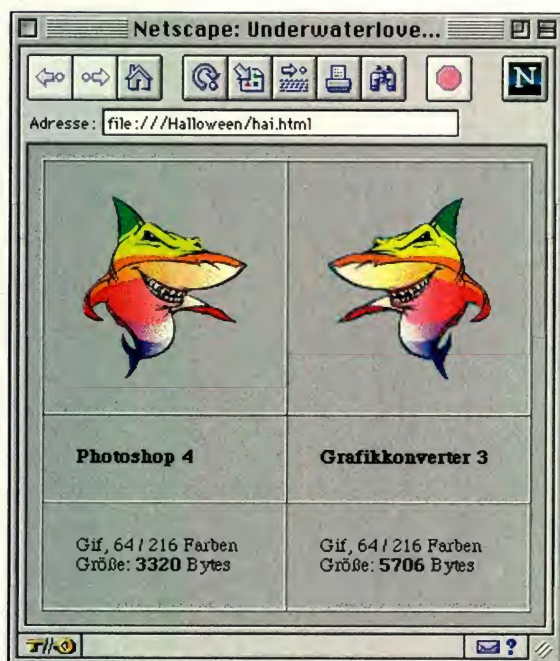 Netscape: Underwaterlove...
N
Adresse: file:///Halloween/hai.html
Photoshop 4
Grafikkonverter 3
Gif, 64 / 216 Farben
Größe: 3320 Bytes
Gif, 64 / 216 Farben
Größe: 5706 Bytes
?